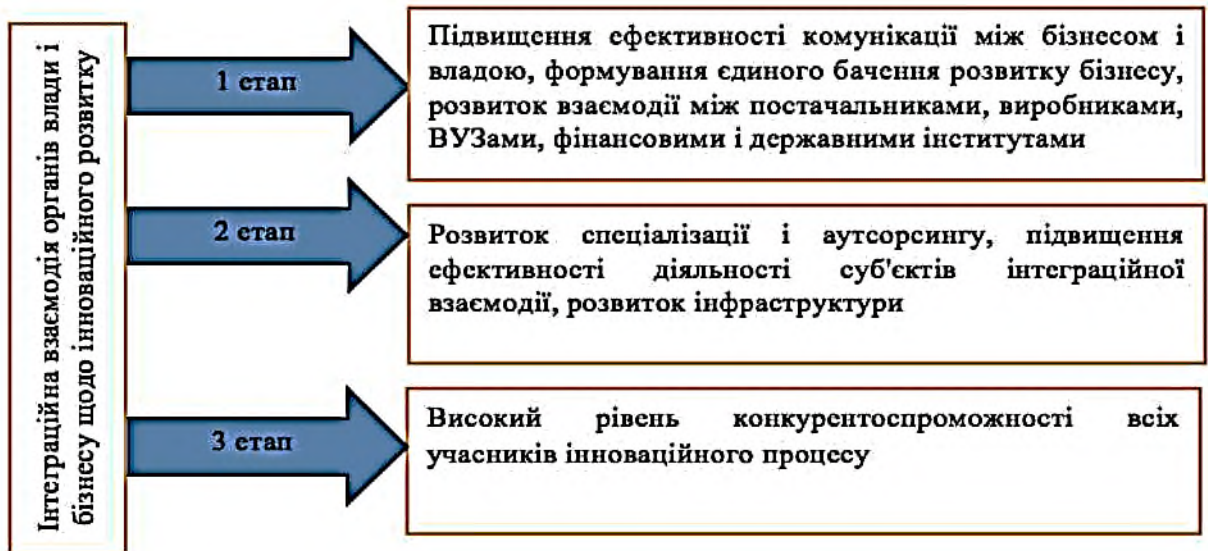 Інтеграційна взаємодія органів влади і
бізнесу щодо інноваційного розвитку
1 етап
Підвищення ефективності комунікації між бізнесом і
владою, формування єдиного бачення розвитку бізнесу,
розвиток взаємодії між постачальниками, виробниками,
ВУЗами, фінансовими і державними інститутами
2 етап
Розвиток спеціалізації і аутсорсингу, підвищення
ефективності діяльності суб'єктів інтеграційної
взаємодії, розвиток інфраструктури
3 етап
Високий рівень конкурентоспроможності всіх
учасників інноваційного процесу